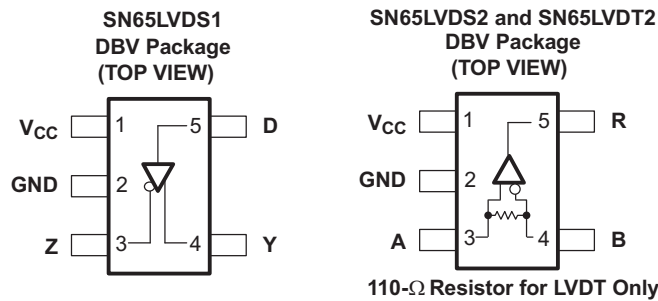 SN65LVDS1
DBV Package
(TOP VIEW)
VCC 1 5 D
GND 2
Z 3 4 Y
SN65LVDS2 and SN65LVDT2
DBV Package
(TOP VIEW)
VCC 1 5 R
GND 2
A 3 4 B
110-Ω Resistor for LVDT Only